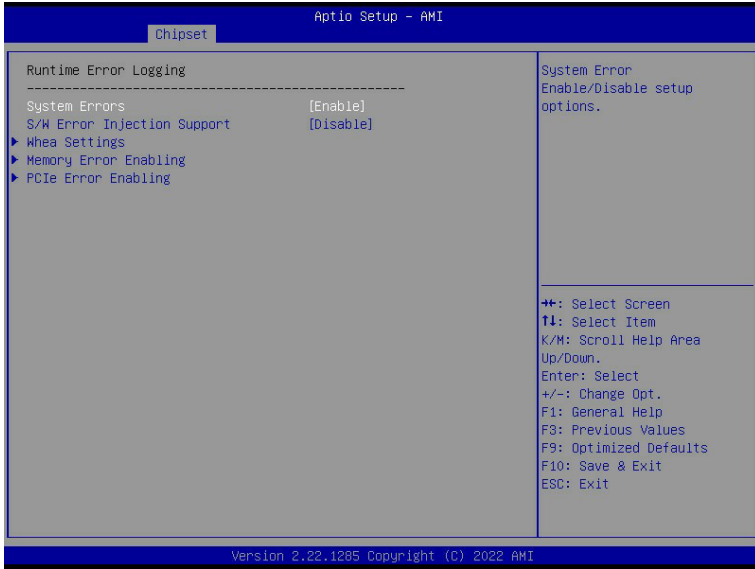 Aptio Setup – AMI
Chipset
Runtime Error Logging
------------------------------------------------
System Errors [Enable]
S/W Error Injection Support [Disable]
Whea Settings
Memory Error Enabling
PCIe Error Enabling
System Error
Enable/Disable setup
options.
→←: Select Screen
↑↓: Select Item
K/M: Scroll Help Area
Up/Down.
Enter: Select
+/-: Change Opt.
F1: General Help
F3: Previous Values
F9: Optimized Defaults
F10: Save & Exit
ESC: Exit
Version 2.22.1285 Copyright (C) 2022 AMI